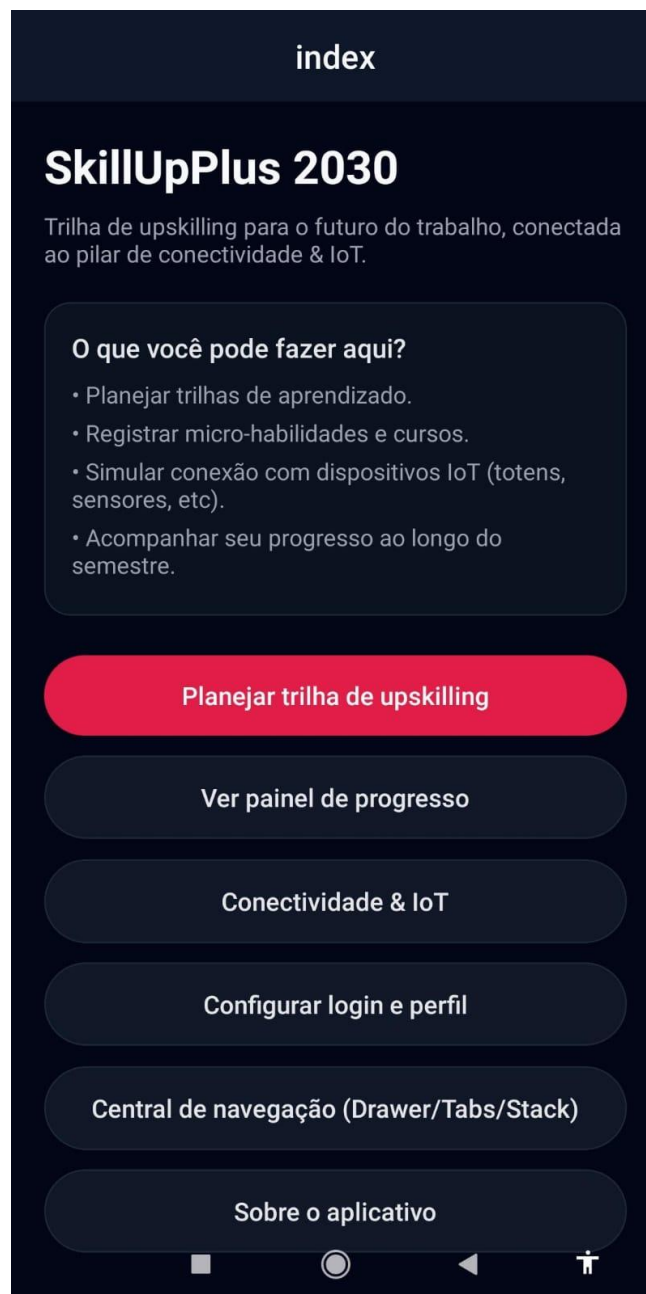 index
SkillUpPlus 2030
Trilha de upskilling para o futuro do trabalho, conectada
ao pilar de conectividade & IoT.
O que você pode fazer aqui?
• Planejar trilhas de aprendizado.
• Registrar micro-habilidades e cursos.
• Simular conexão com dispositivos IoT (totens,
sensores, etc).
• Acompanhar seu progresso ao longo do
semestre.
Planejar trilha de upskilling
Ver painel de progresso
Conectividade & IoT
Configurar login e perfil
Central de navegação (Drawer/Tabs/Stack)
Sobre o aplicativo